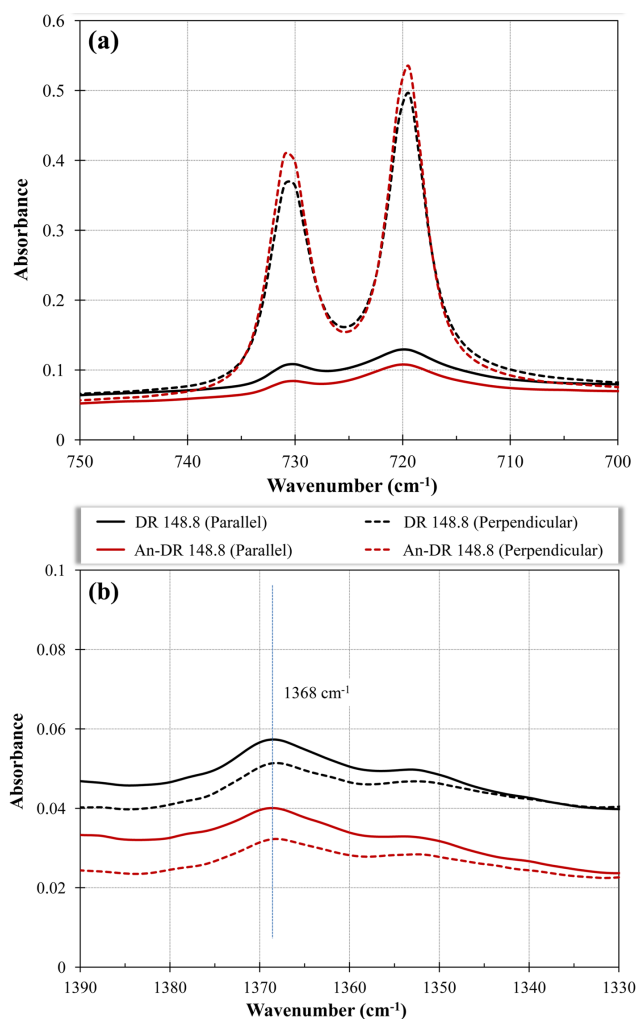 (a)
0.6
0.5
0.4
0.3
0.2
0.1
0
Absorbance
750 740 730 720 710 700
Wavenumber (cm⁻¹)
DR 148.8 (Parallel) DR 148.8 (Perpendicular)
An-DR 148.8 (Parallel) An-DR 148.8 (Perpendicular)
(b)
0.1
0.08
0.06
0.04
0.02
0
Absorbance
1368 cm⁻¹
1390 1380 1370 1360 1350 1340 1330
Wavenumber (cm⁻¹)